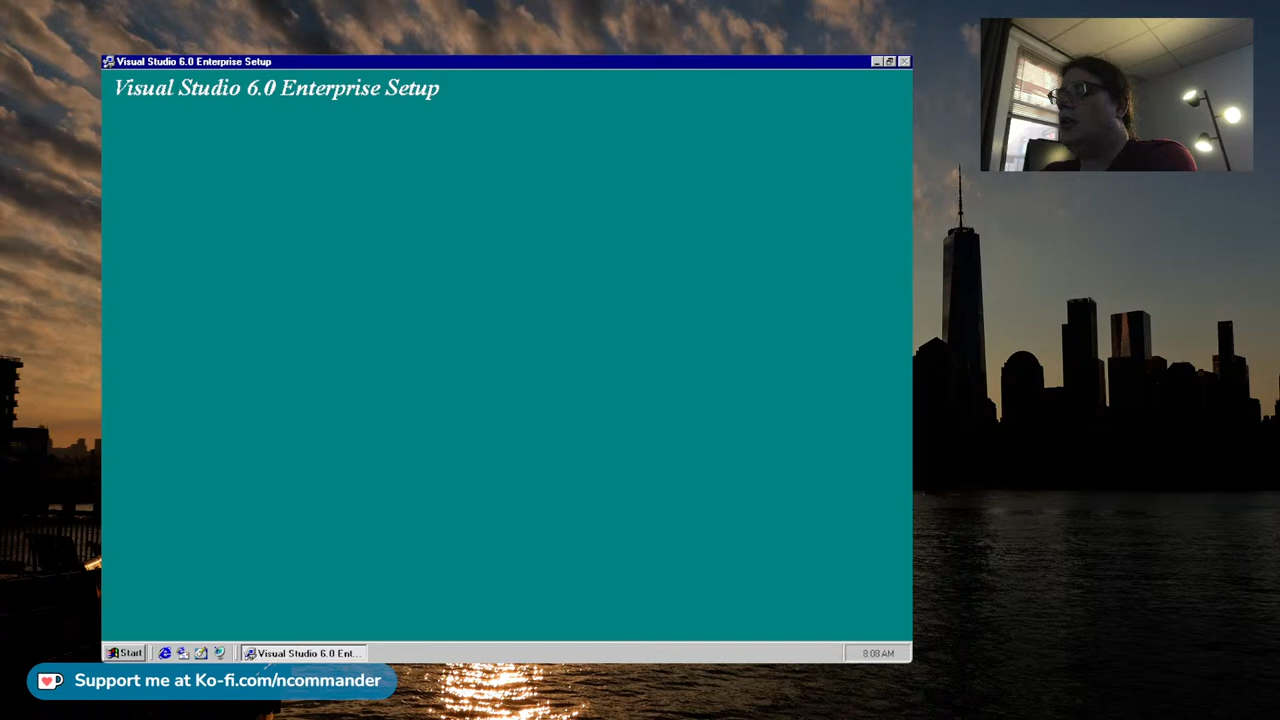 Visual Studio 6.0 Enterprise Setup
Visual Studio 6.0 Enterprise Setup
Start
Visual Studio 6.0 Ent...
8:08 AM
Support me at Ko-fi.com/ncommander